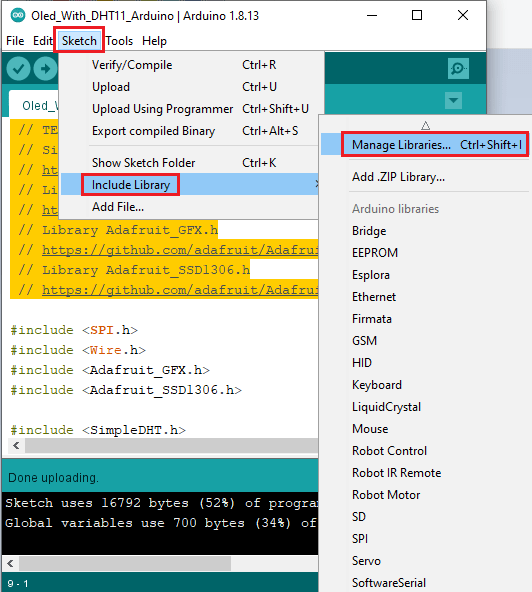 Oled_With_DHT11_Arduino | Arduino 1.8.13
File Edit Sketch Tools Help
Verify/Compile Ctrl+R
Upload Ctrl+U
Upload Using Programmer Ctrl+Shift+U
Export compiled Binary Ctrl+Alt+S
Show Sketch Folder Ctrl+K
Include Library
Add File...
Manage Libraries... Ctrl+Shift+I
Add .ZIP Library...
Arduino libraries
Bridge
EEPROM
Esplora
Ethernet
Firmata
GSM
HID
Keyboard
LiquidCrystal
Mouse
Robot Control
Robot IR Remote
Robot Motor
SD
SPI
Servo
SoftwareSerial
Oled_W
// TE
// Si
// ht
// Li
// ht
// Library Adafruit_GFX.h
// https://github.com/adafruit/Adafr
// Library Adafruit_SSD1306.h
// https://github.com/adafruit/Adafr
#include <SPI.h>
#include <Wire.h>
#include <Adafruit_GFX.h>
#include <Adafruit_SSD1306.h>
#include <SimpleDHT.h>
Done uploading.
Sketch uses 16792 bytes (52%) of progra
Global variables use 700 bytes (34%) of
9 - 1